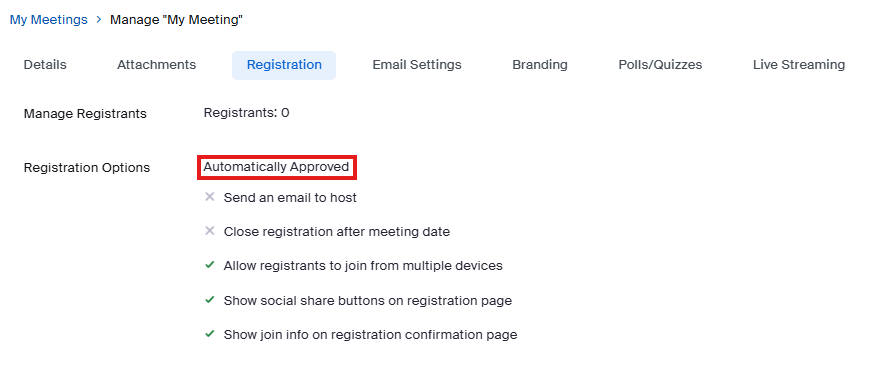 My Meetings > Manage "My Meeting"
Details Attachments Registration Email Settings Branding Polls/Quizzes Live Streaming
Manage Registrants Registrants: 0
Registration Options Automatically Approved
Send an email to host
Close registration after meeting date
Allow registrants to join from multiple devices
Show social share buttons on registration page
Show join info on registration confirmation page